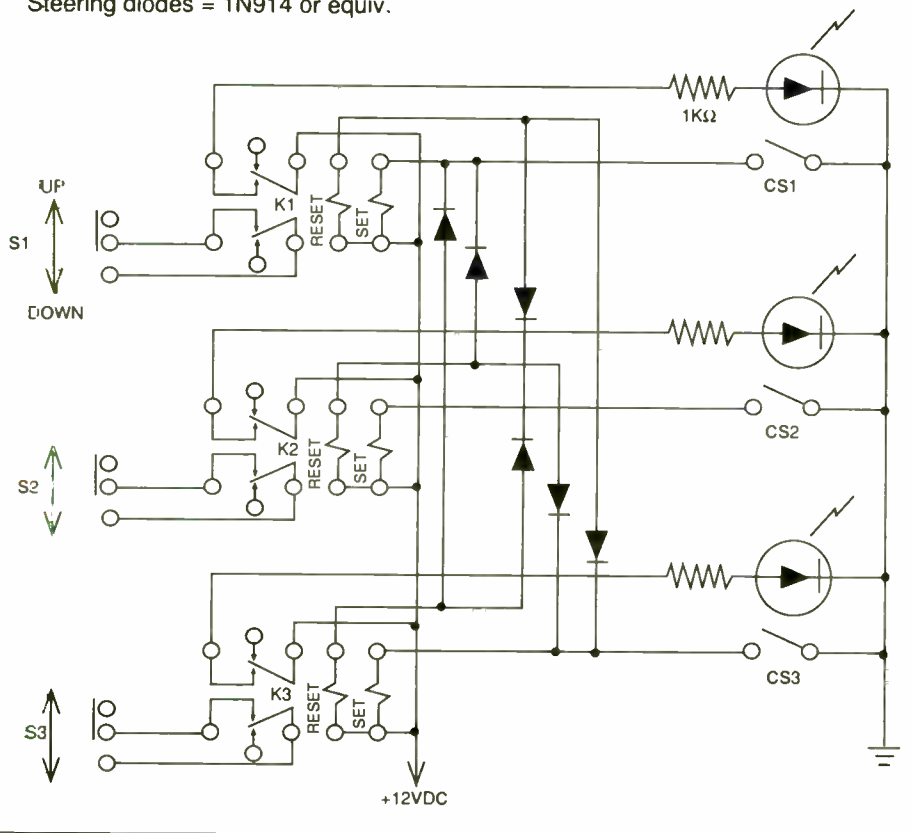 Steering diodes = 1N914 or equiv.
1KΩ
CS1
UP
S1
DOWN
K1
RESET
SET
CS2
S2
K2
RESET
SET
CS3
S3
K3
RESET
SET
+12VDC